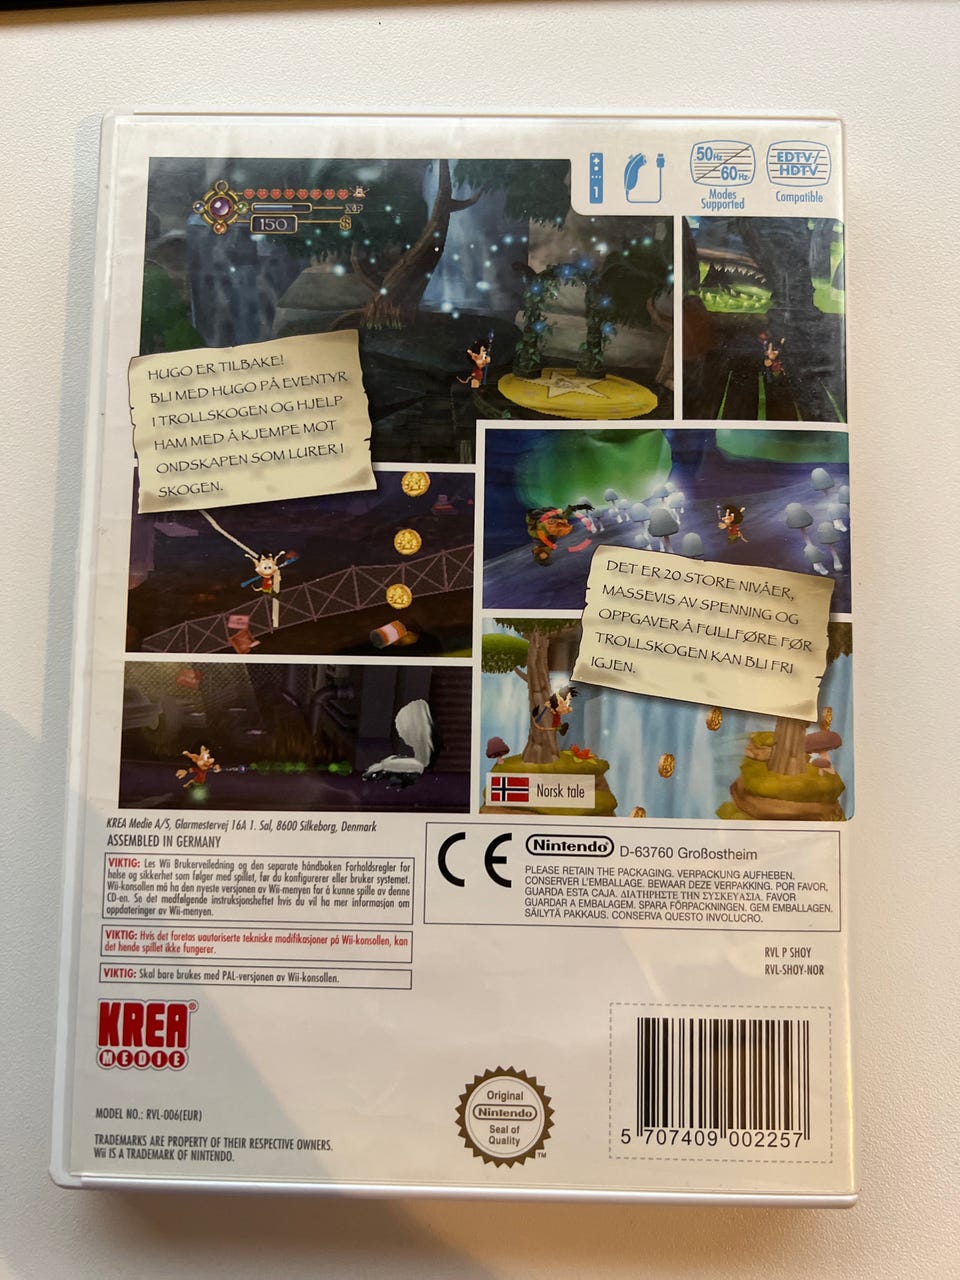 50Hz
60Hz
Modes
Supported
EDTV/
HDTV
Compatible
1
XP
150
$
HUGO ER TILBAKE!
BLI MED HUGO PÅ EVENTYR
I TROLLSKOGEN OG HJELP
HAM MED Å KJEMPE MOT
ONDSKAPEN SOM LURER I
SKOGEN.
DET ER 20 STORE NIVÅER,
MASSEVIS AV SPENNING OG
OPPGAVER Å FULLFØRE FØR
TROLLSKOGEN KAN BLI FRI
IGJEN.
Norsk tale
KREA Medie A/S, Glarmestervej 16A 1. Sal, 8600 Silkeborg, Denmark
ASSEMBLED IN GERMANY
VIKTIG: Les Wii Brukerveiledning og den separate håndboken Forholdsregler for
helse og sikkerhet som følger med spillet, før du konfigurerer eller bruker systemet.
Wii-konsollen må ha den nyeste versjonen av Wii-menyen for å kunne spille av denne
CD-en. Se det medfølgende instruksjonsheftet hvis du vil ha mer informasjon om
oppdateringer av Wii-menyen.
VIKTIG: Hvis det foretas uautoriserte tekniske modifikasjoner på Wii-konsollen, kan
det hende spillet ikke fungerer.
VIKTIG: Skal bare brukes med PAL-versjonen av Wii-konsollen.
CE
Nintendo®
D-63760 Großostheim
PLEASE RETAIN THE PACKAGING. VERPACKUNG AUFHEBEN.
CONSERVER L'EMBALLAGE. BEWAAR DEZE VERPAKKING. POR FAVOR,
GUARDA ESTA CAJA. ΔΙΑΤΗΡΗΣΤΕ ΤΗΝ ΣΥΣΚΕΥΑΣΙΑ. FAVOR
GUARDAR A EMBALAGEM. SPARA FÖRPACKNINGEN. GEM EMBALLAGEN.
SÄILYTÄ PAKKAUS. CONSERVA QUESTO INVOLUCRO.
RVL P SHOY
RVL-SHOY-NOR
KREA®
MEDIE
MODEL NO.: RVL-006(EUR)
TRADEMARKS ARE PROPERTY OF THEIR RESPECTIVE OWNERS.
Wii IS A TRADEMARK OF NINTENDO.
Original
Nintendo
Seal of
Quality
TM
5 707409 002257